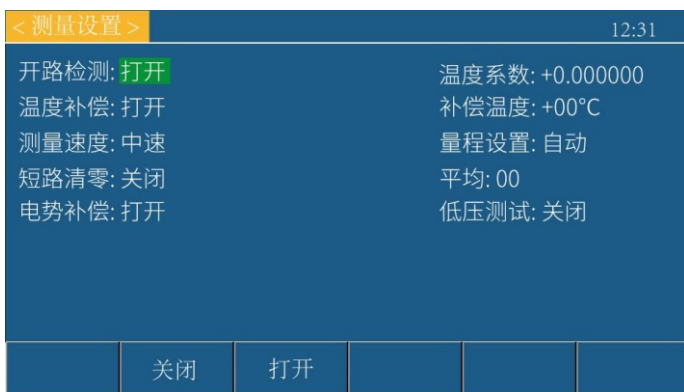 <测量设置> 12:31
开路检测: 打开 温度系数: +0.000000
温度补偿: 打开 补偿温度: +00°C
测量速度: 中速 量程设置: 自动
短路清零: 关闭 平均: 00
电势补偿: 打开 低压测试: 关闭
关闭 打开